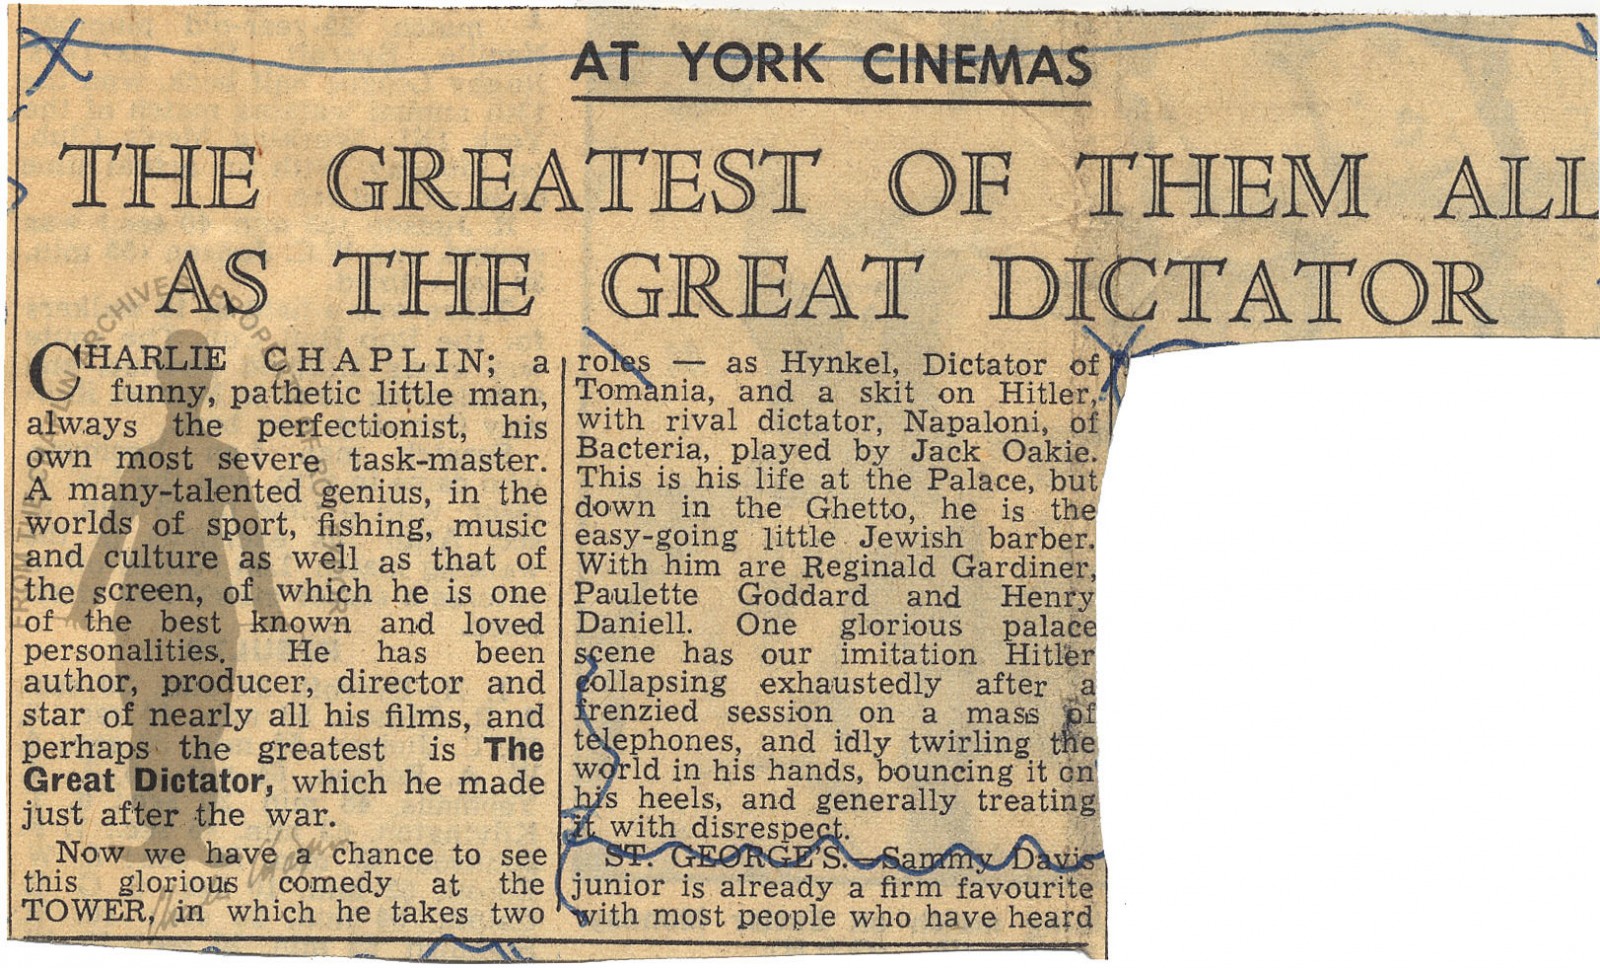 AT YORK CINEMAS
THE GREATEST OF THEM ALL
AS THE GREAT DICTATOR
CHARLIE CHAPLIN; a
funny, pathetic little man,
always the perfectionist, his
own most severe task-master.
A many-talented genius, in the
worlds of sport, fishing, music
and culture as well as that of
the screen, of which he is one
of the best known and loved
personalities. He has been
author, producer, director and
star of nearly all his films, and
perhaps the greatest is The
Great Dictator, which he made
just after the war.
Now we have a chance to see
this glorious comedy at the
TOWER, in which he takes two
roles — as Hynkel, Dictator of
Tomania, and a skit on Hitler,
with rival dictator, Napaloni, of
Bacteria, played by Jack Oakie.
This is his life at the Palace, but
down in the Ghetto, he is the
easy-going little Jewish barber.
With him are Reginald Gardiner,
Paulette Goddard and Henry
Daniell. One glorious palace
scene has our imitation Hitler
collapsing exhaustedly after a
frenzied session on a mass of
telephones, and idly twirling the
world in his hands, bouncing it on
his heels, and generally treating
it with disrespect.
ST. GEORGE'S.—Sammy Davis
junior is already a firm favourite
with most people who have heard
FROM THE CHAPLIN ARCHIVES PROPERTY OF ROY EXPORT